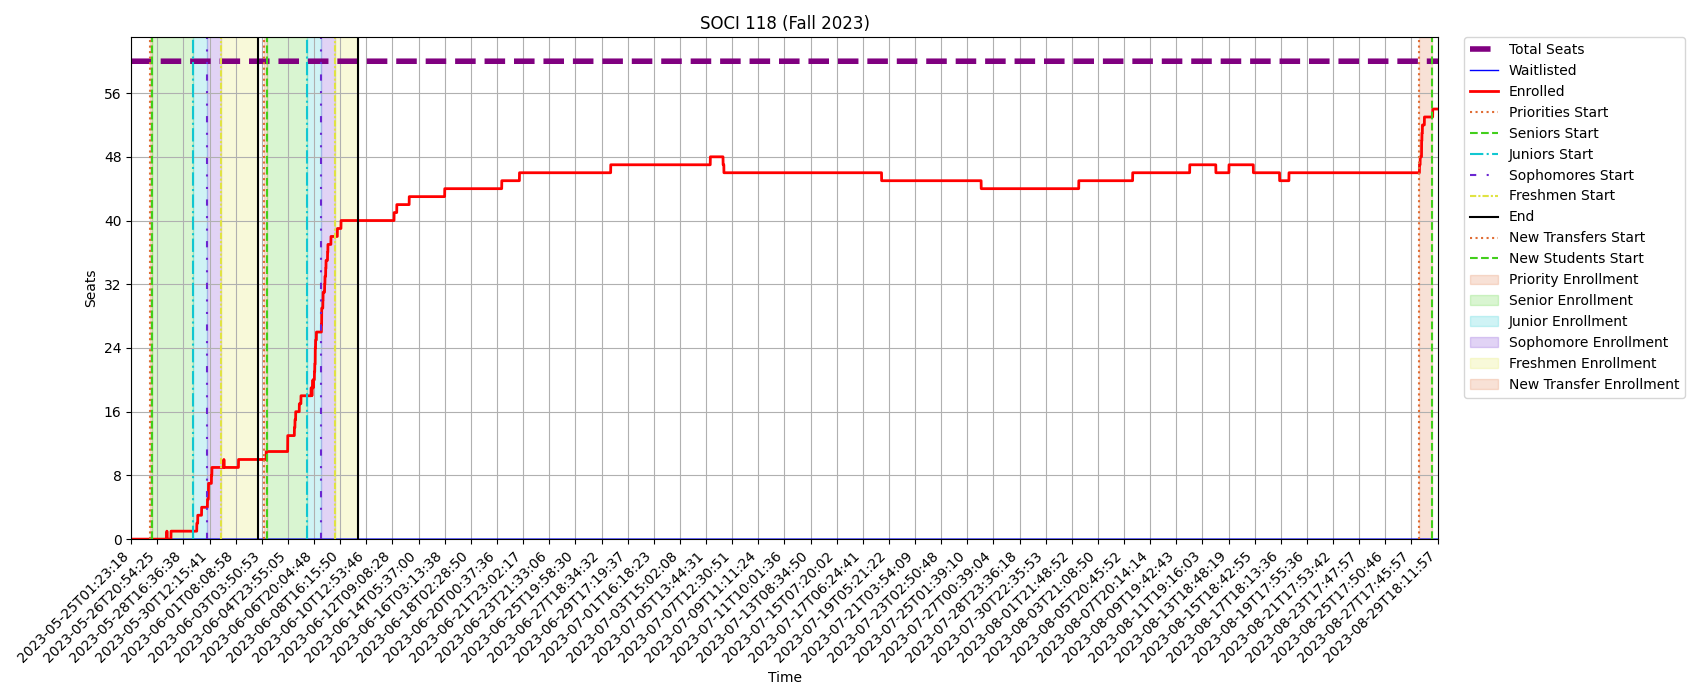 SOCI 118 (Fall 2023)
Seats
56
48
40
32
24
16
8
0
2023-05-25T01:23:18
2023-05-26T20:54:25
2023-05-28T16:36:38
2023-05-30T12:15:41
2023-06-01T08:08:58
2023-06-03T03:50:53
2023-06-04T23:55:05
2023-06-06T20:04:48
2023-06-08T16:15:50
2023-06-10T12:53:46
2023-06-12T09:08:28
2023-06-14T05:37:00
2023-06-16T03:13:38
2023-06-18T02:28:50
2023-06-20T00:37:36
2023-06-21T23:02:17
2023-06-23T21:33:06
2023-06-25T19:58:30
2023-06-27T18:34:32
2023-06-29T17:19:37
2023-07-01T16:18:23
2023-07-03T15:02:08
2023-07-05T13:44:31
2023-07-07T12:30:51
2023-07-09T11:11:24
2023-07-11T10:01:36
2023-07-13T08:34:50
2023-07-15T07:20:02
2023-07-17T06:24:41
2023-07-19T05:21:22
2023-07-21T03:54:09
2023-07-23T02:50:48
2023-07-25T01:39:10
2023-07-27T00:39:04
2023-07-28T23:36:18
2023-07-30T22:35:53
2023-08-01T21:48:52
2023-08-03T21:08:50
2023-08-05T20:45:52
2023-08-07T20:14:14
2023-08-09T19:42:43
2023-08-11T19:16:03
2023-08-13T18:48:19
2023-08-15T18:42:55
2023-08-17T18:13:36
2023-08-19T17:55:36
2023-08-21T17:53:42
2023-08-23T17:47:57
2023-08-25T17:50:46
2023-08-27T17:45:57
2023-08-29T18:11:57
Time
Total Seats
Waitlisted
Enrolled
Priorities Start
Seniors Start
Juniors Start
Sophomores Start
Freshmen Start
End
New Transfers Start
New Students Start
Priority Enrollment
Senior Enrollment
Junior Enrollment
Sophomore Enrollment
Freshmen Enrollment
New Transfer Enrollment